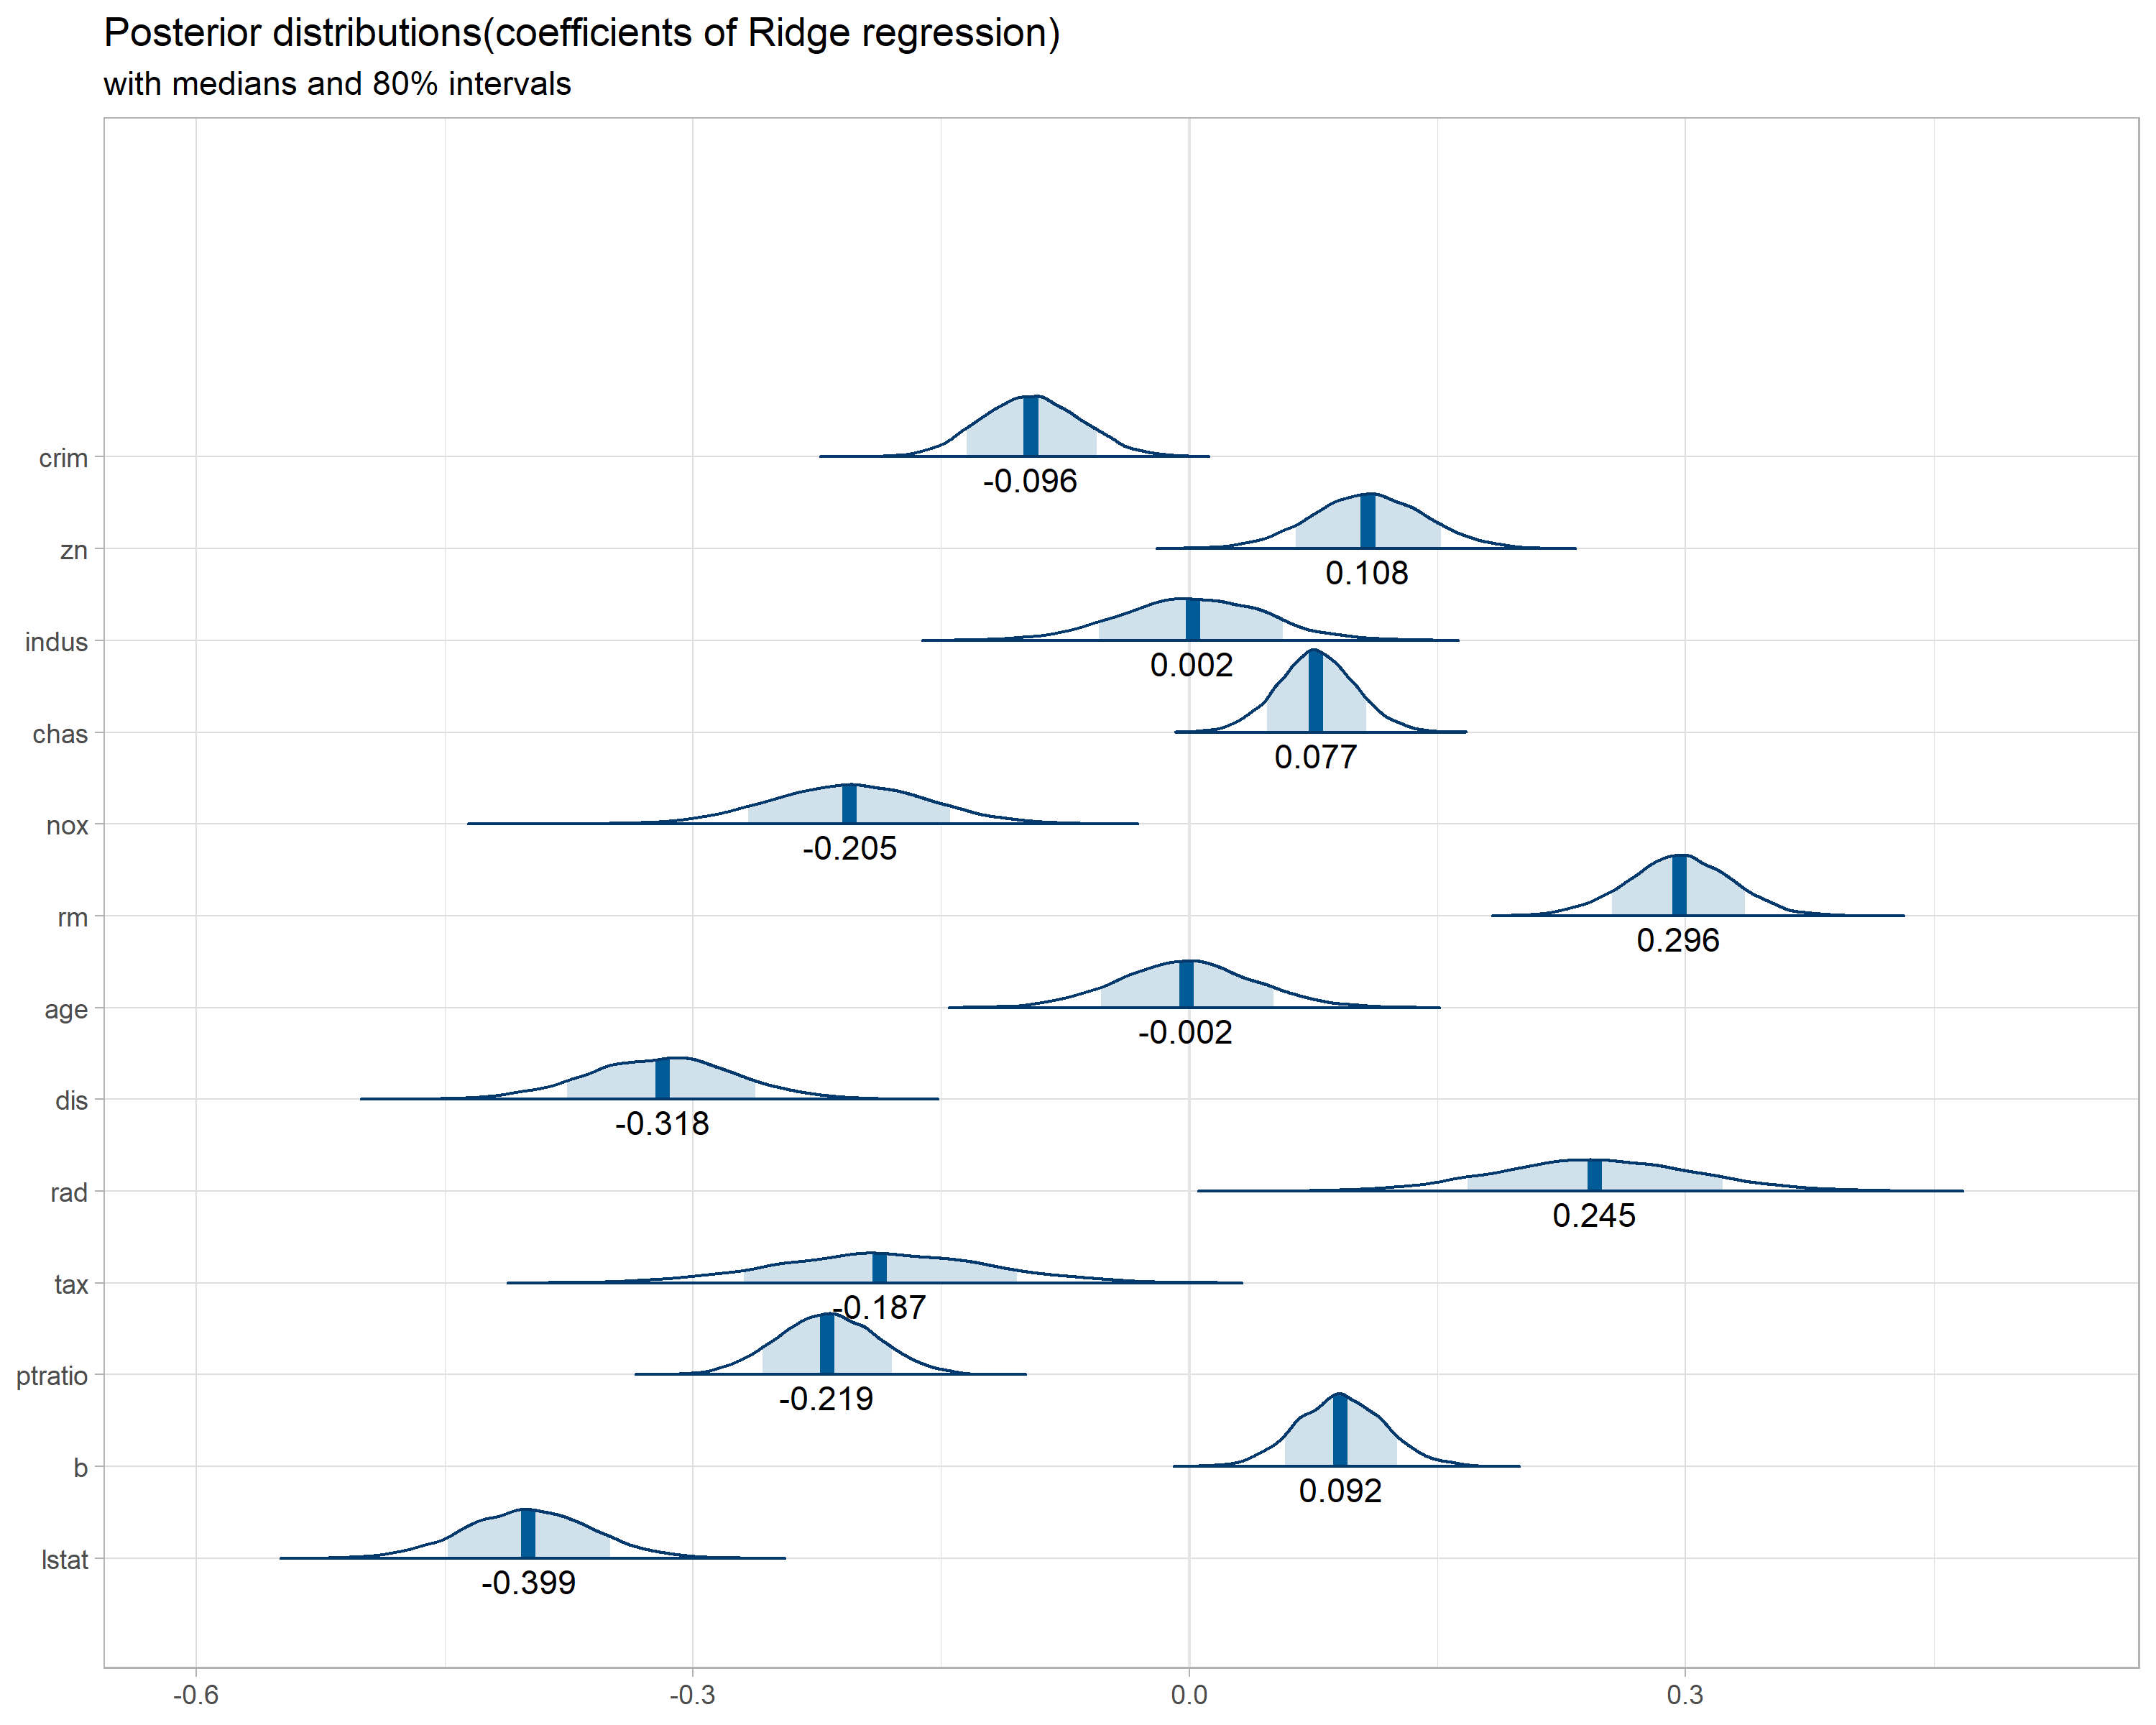 Posterior distributions(coefficients of Ridge regression)
with medians and 80% intervals
crim
-0.096
zn
0.108
indus
0.002
chas
0.077
nox
-0.205
rm
0.296
age
-0.002
dis
-0.318
rad
0.245
tax
-0.187
ptratio
-0.219
b
0.092
lstat
-0.399
-0.6 -0.3 0.0 0.3